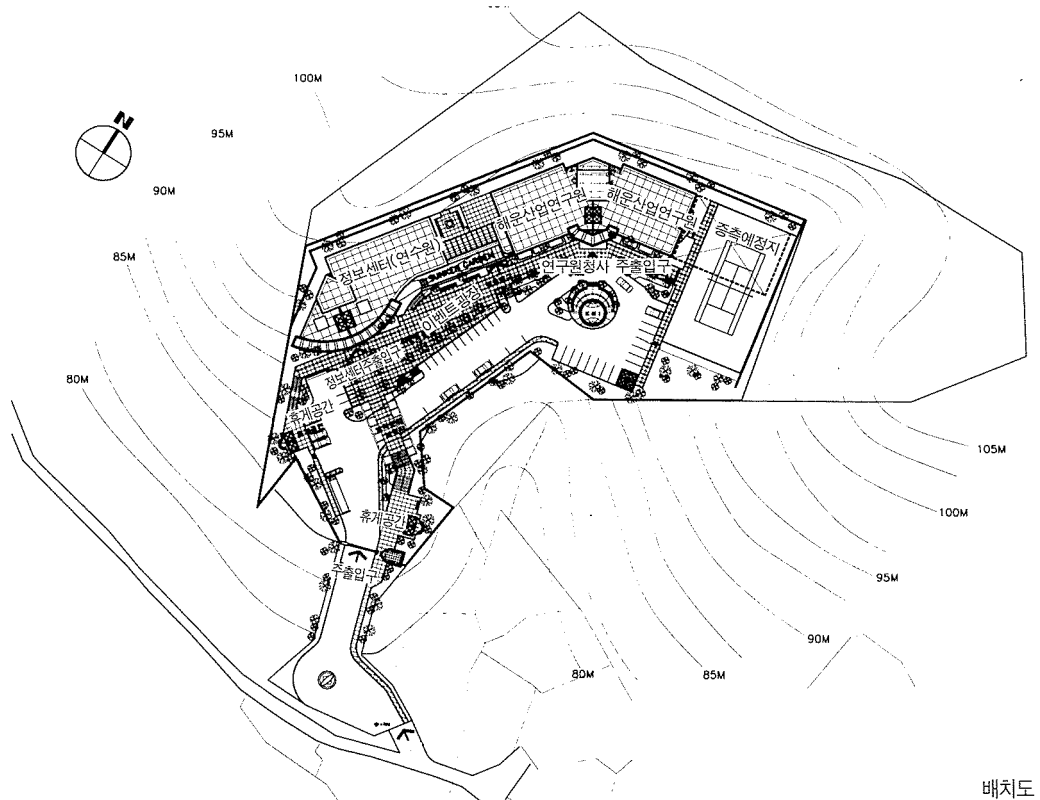 100M
N
95M
90M
85M
80M
해운산업연구원
해운산업연구원
증축예정지
정보센터(연수원)
SUNKEN GARDEN
연구원청사 주출입구
이벤트광장
정보센터주출입구
휴게공간
휴게공간
주출입구
105M
100M
95M
90M
85M
80M
배치도